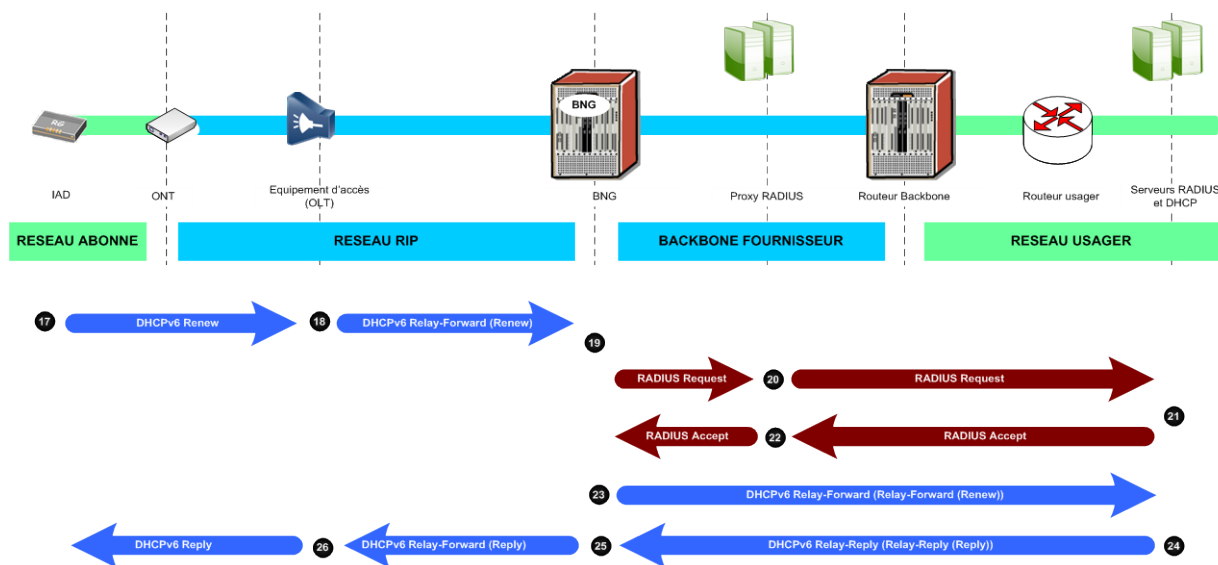 BNG
RG
IAD
ONT
Equipement d'accès
(OLT)
BNG
Proxy RADIUS
Routeur Backbone
Routeur usager
Serveurs RADIUS
et DHCP
RESEAU ABONNE
RESEAU RIP
BACKBONE FOURNISSEUR
RESEAU USAGER
17
DHCPv6 Renew
18
DHCPv6 Relay-Forward (Renew)
19
RADIUS Request
20
RADIUS Request
21
RADIUS Accept
22
RADIUS Accept
23
DHCPv6 Relay-Forward (Relay-Forward (Renew))
DHCPv6 Reply
26
DHCPv6 Relay-Forward (Reply)
25
DHCPv6 Relay-Reply (Relay-Reply (Reply))
24